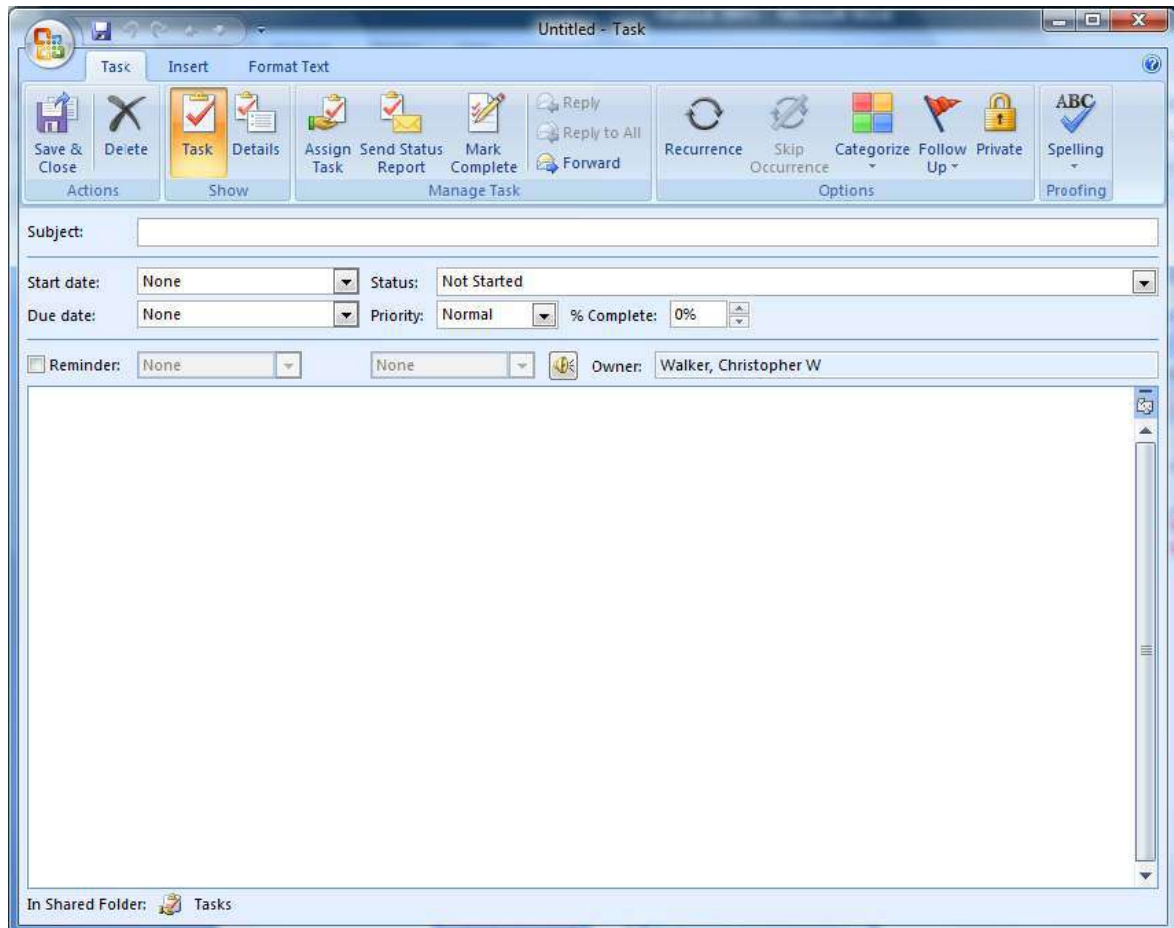 Untitled - Task
Task Insert Format Text
Save & Close Delete Task Details Assign Task Send Status Report Mark Complete Reply Reply to All Forward Recurrence Skip Occurrence Categorize Follow Up Private ABC Spelling
Actions Show Manage Task Options Proofing
Subject:
Start date: None Status: Not Started
Due date: None Priority: Normal % Complete: 0%
Reminder: None None Owner: Walker, Christopher W
In Shared Folder: Tasks